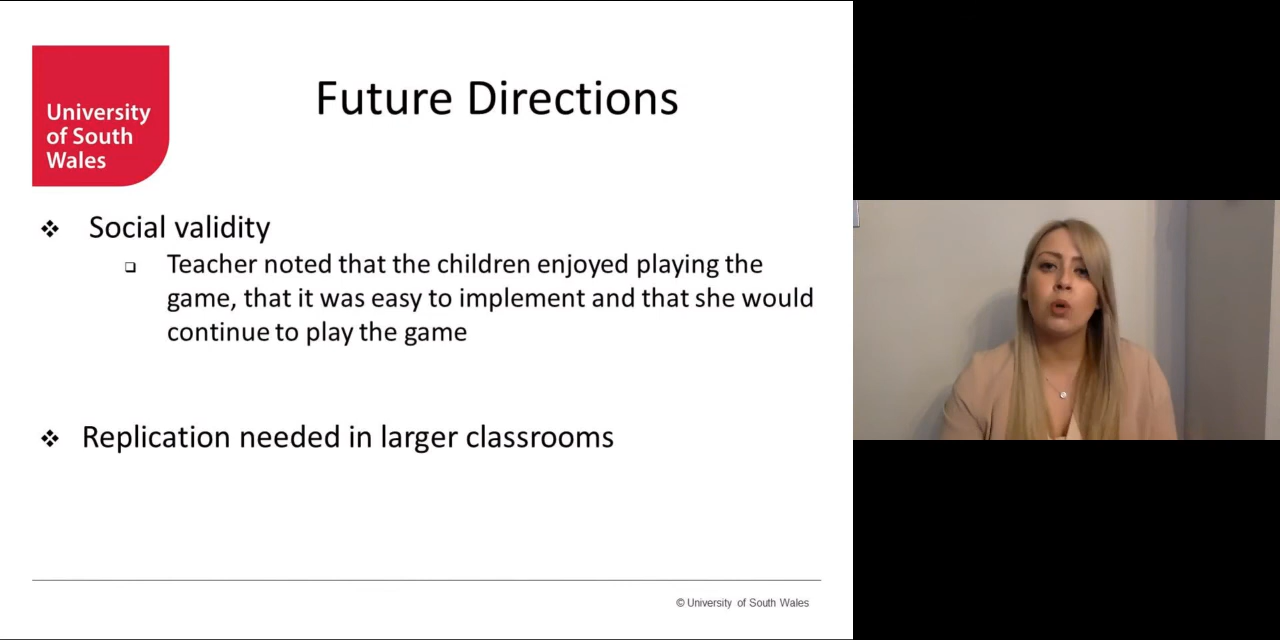 University
of South
Wales
Future Directions
❖ Social validity
❑ Teacher noted that the children enjoyed playing the
game, that it was easy to implement and that she would
continue to play the game
❖ Replication needed in larger classrooms
© University of South Wales